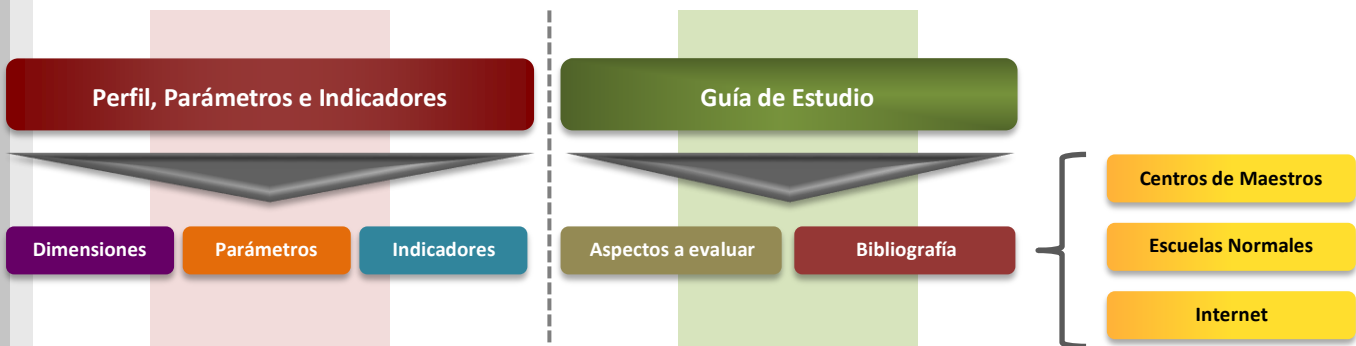 Perfil, Parámetros e Indicadores
Guía de Estudio
Dimensiones
Parámetros
Indicadores
Aspectos a evaluar
Bibliografía
Centros de Maestros
Escuelas Normales
Internet